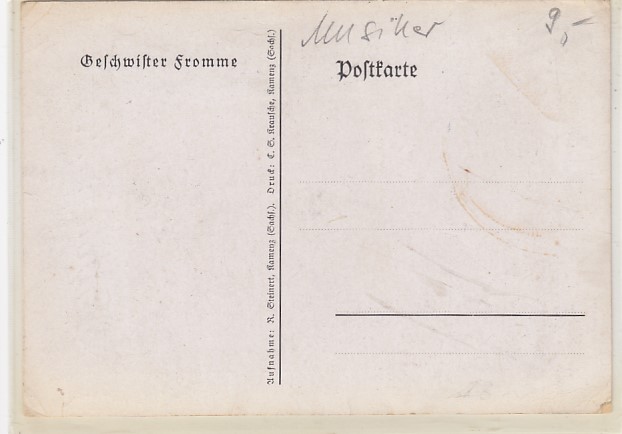 Geschwister Fromme
Aufnahme: R. Steinert, Kamenz (Sachs.). Druck: C. S. Krausche, Kamenz (Sachs.)
Musiker
9,-
Postkarte